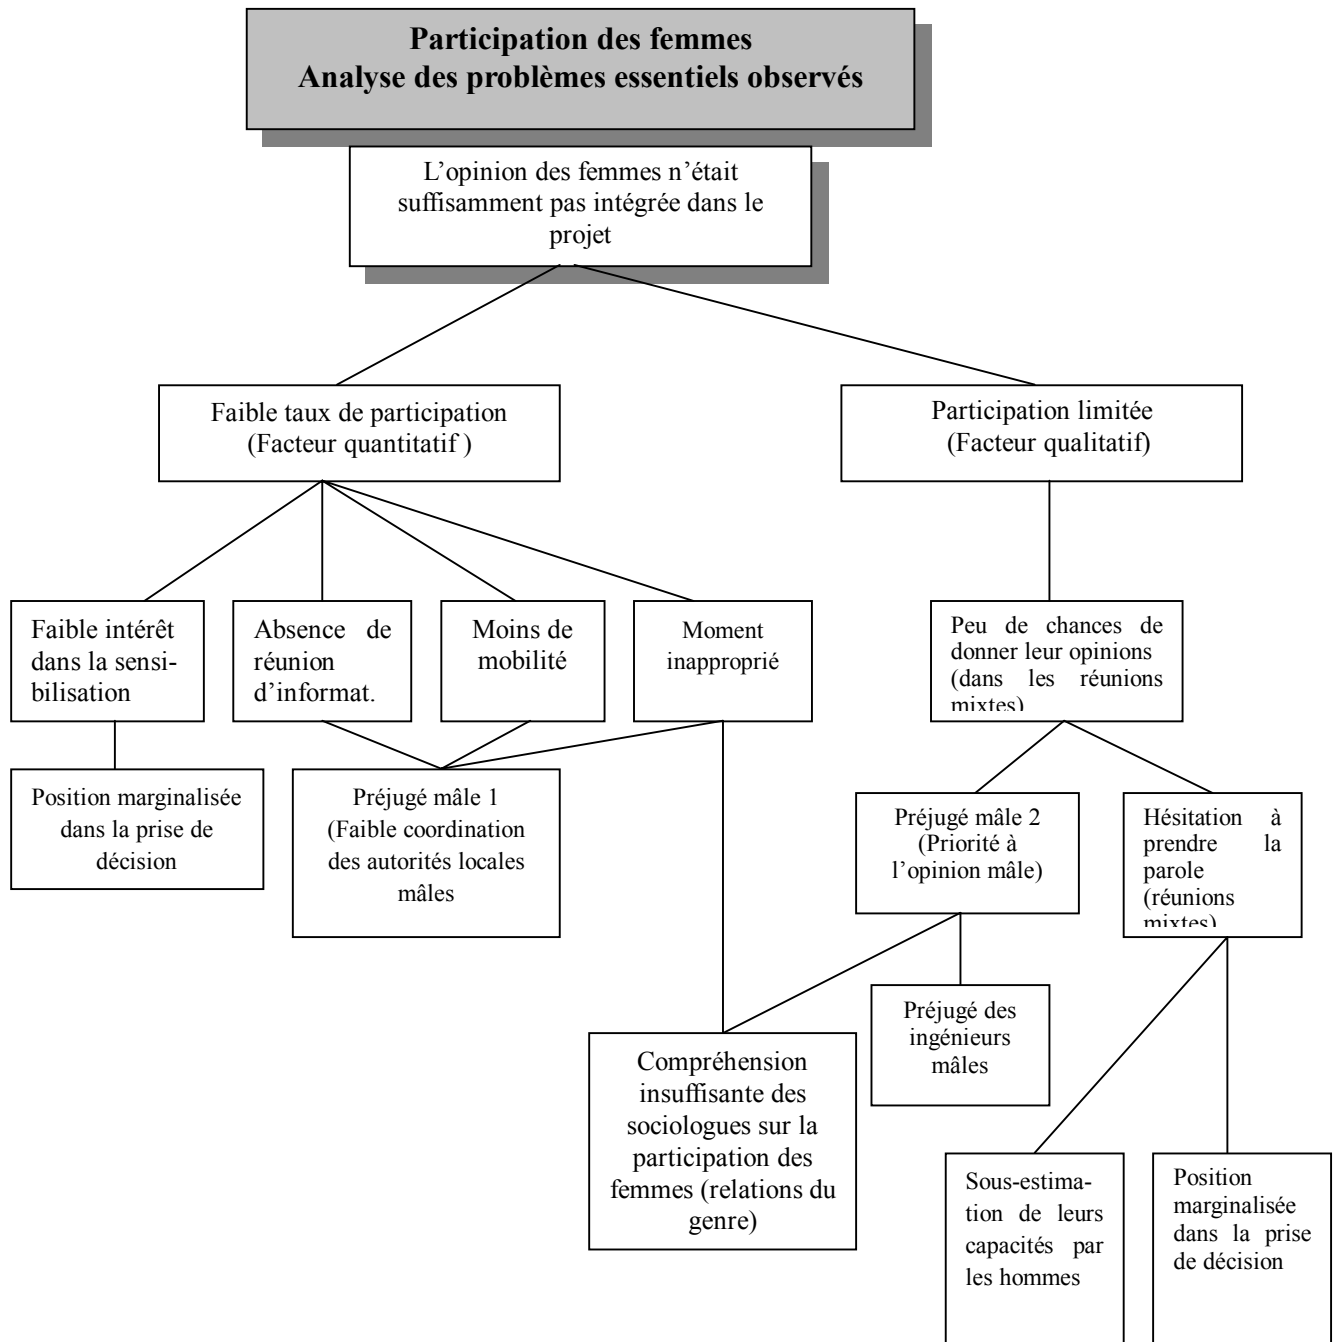 Participation des femmes
Analyse des problèmes essentiels observés
L’opinion des femmes n’était
suffisamment pas intégrée dans le
projet
Faible taux de participation
(Facteur quantitatif )
Participation limitée
(Facteur qualitatif)
Faible intérêt
dans la sensi-
bilisation
Absence de
réunion
d’informat.
Moins de
mobilité
Moment
inapproprié
Peu de chances de
donner leur opinions
(dans les réunions
mixtes)
Position marginalisée
dans la prise de
décision
Préjugé mâle 1
(Faible coordination
des autorités locales
mâles
Préjugé mâle 2
(Priorité à
l’opinion mâle)
Hésitation à
prendre la
parole
(réunions
mixtes)
Préjugé des
ingénieurs
mâles
Compréhension
insuffisante des
sociologues sur la
participation des
femmes (relations du
genre)
Sous-estima-
tion de leurs
capacités par
les hommes
Position
marginalisée
dans la prise
de décision